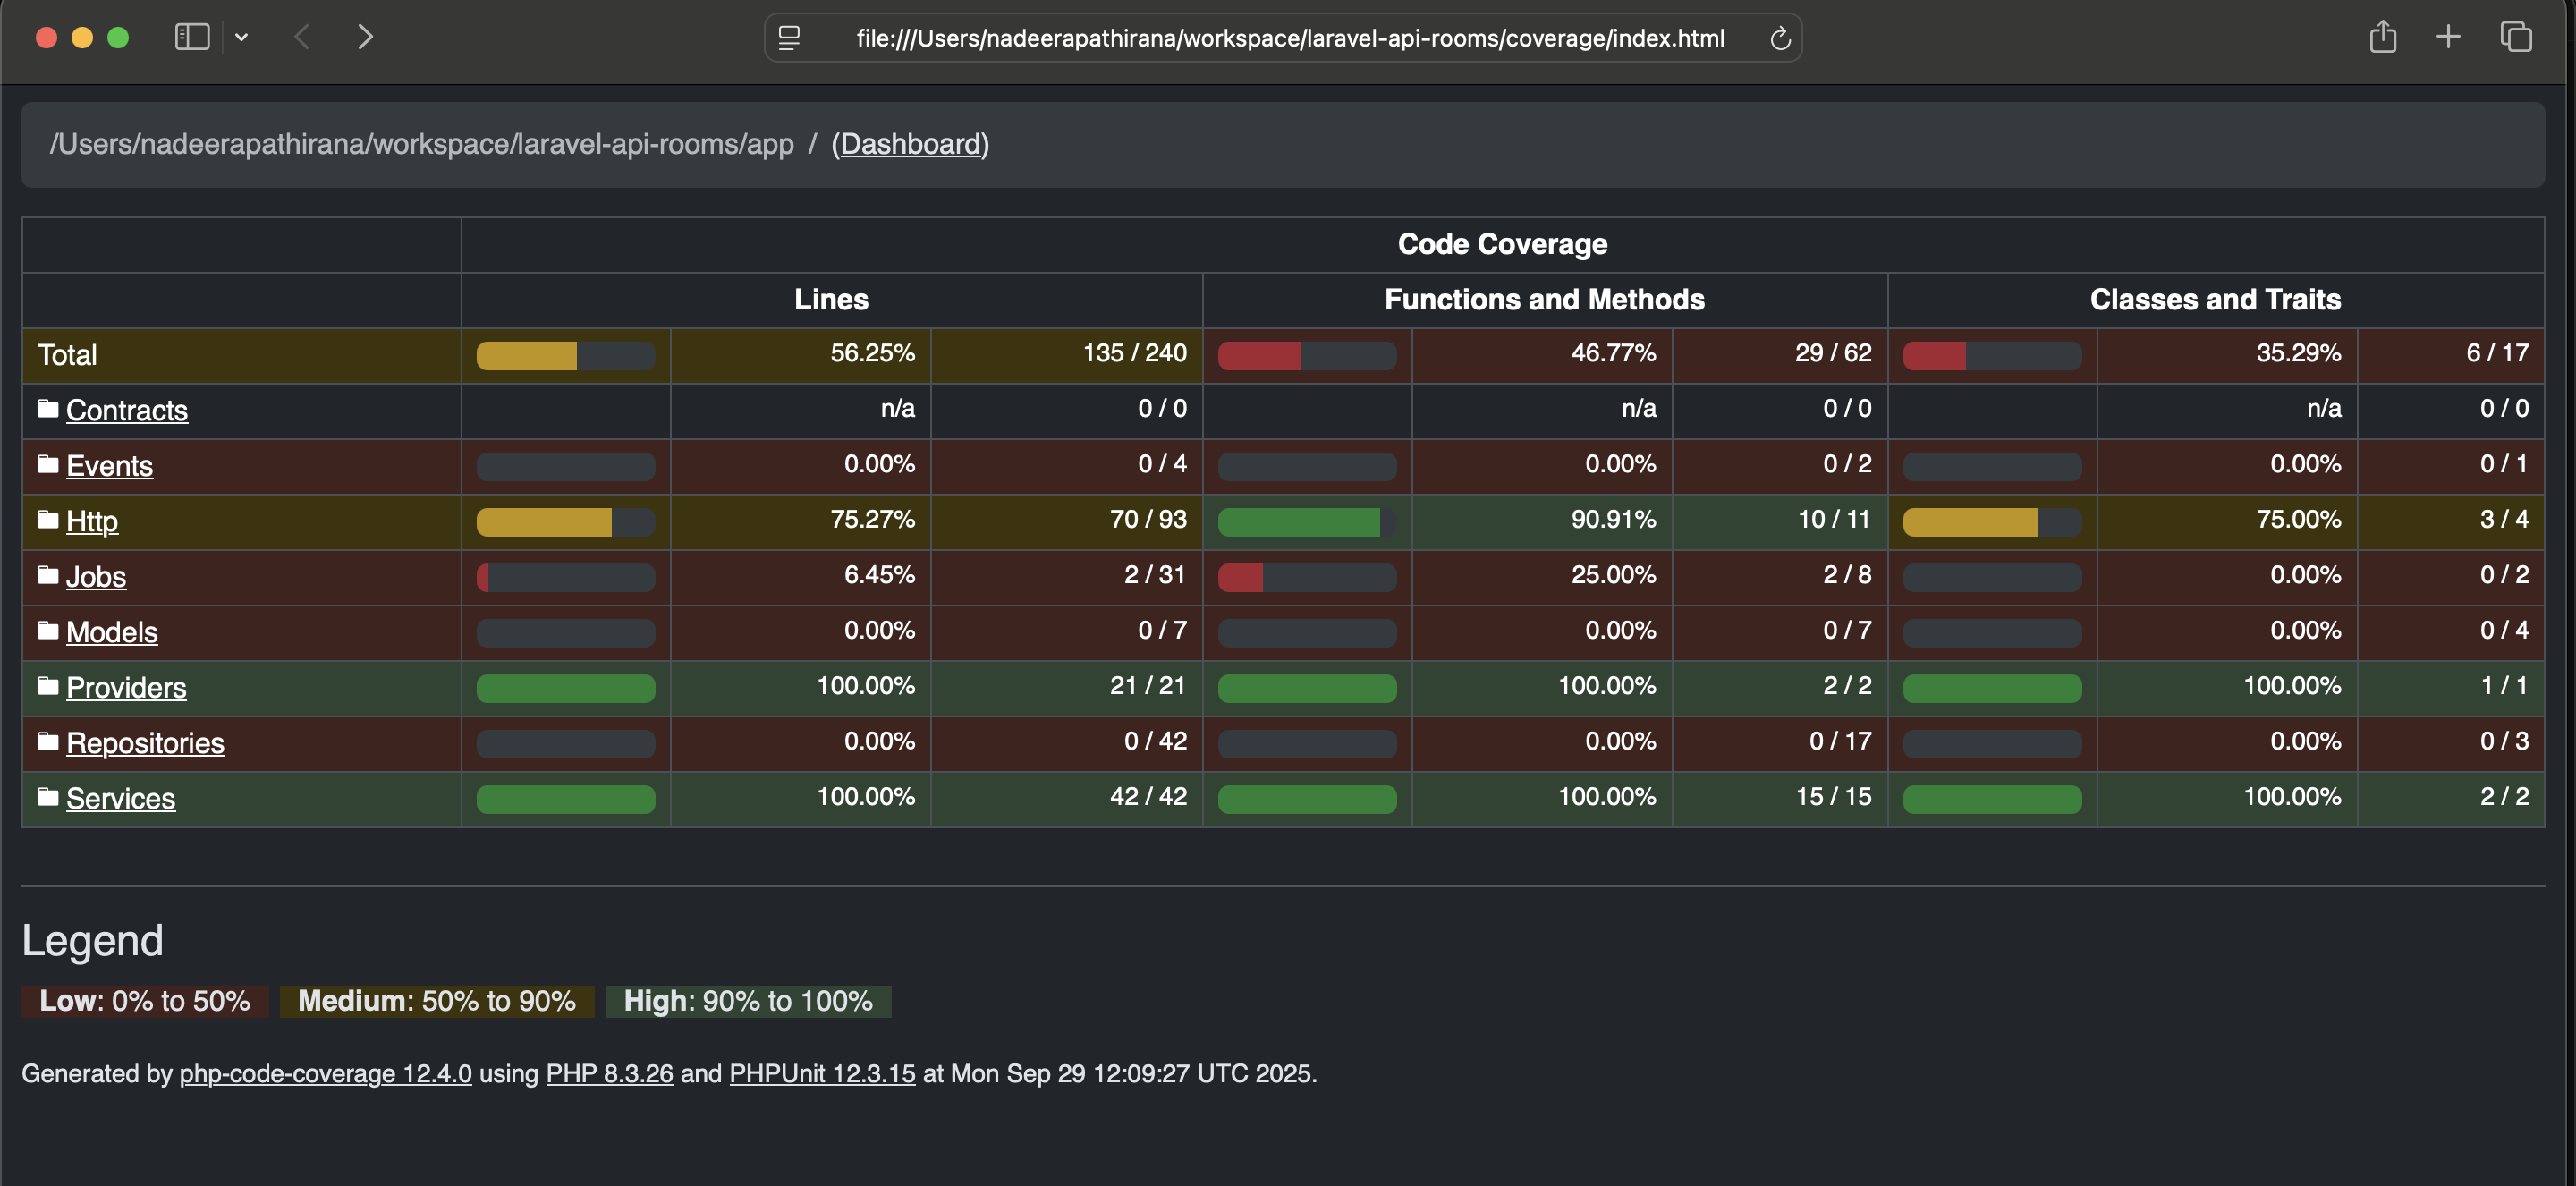 file:///Users/nadeerapathirana/workspace/laravel-api-rooms/coverage/index.html
/Users/nadeerapathirana/workspace/laravel-api-rooms/app / (Dashboard)
Code Coverage
Lines Functions and Methods Classes and Traits
Total 56.25% 135 / 240 46.77% 29 / 62 35.29% 6 / 17
Contracts n/a 0 / 0 n/a 0 / 0 n/a 0 / 0
Events 0.00% 0 / 4 0.00% 0 / 2 0.00% 0 / 1
Http 75.27% 70 / 93 90.91% 10 / 11 75.00% 3 / 4
Jobs 6.45% 2 / 31 25.00% 2 / 8 0.00% 0 / 2
Models 0.00% 0 / 7 0.00% 0 / 7 0.00% 0 / 4
Providers 100.00% 21 / 21 100.00% 2 / 2 100.00% 1 / 1
Repositories 0.00% 0 / 42 0.00% 0 / 17 0.00% 0 / 3
Services 100.00% 42 / 42 100.00% 15 / 15 100.00% 2 / 2
Legend
Low: 0% to 50% Medium: 50% to 90% High: 90% to 100%
Generated by php-code-coverage 12.4.0 using PHP 8.3.26 and PHPUnit 12.3.15 at Mon Sep 29 12:09:27 UTC 2025.